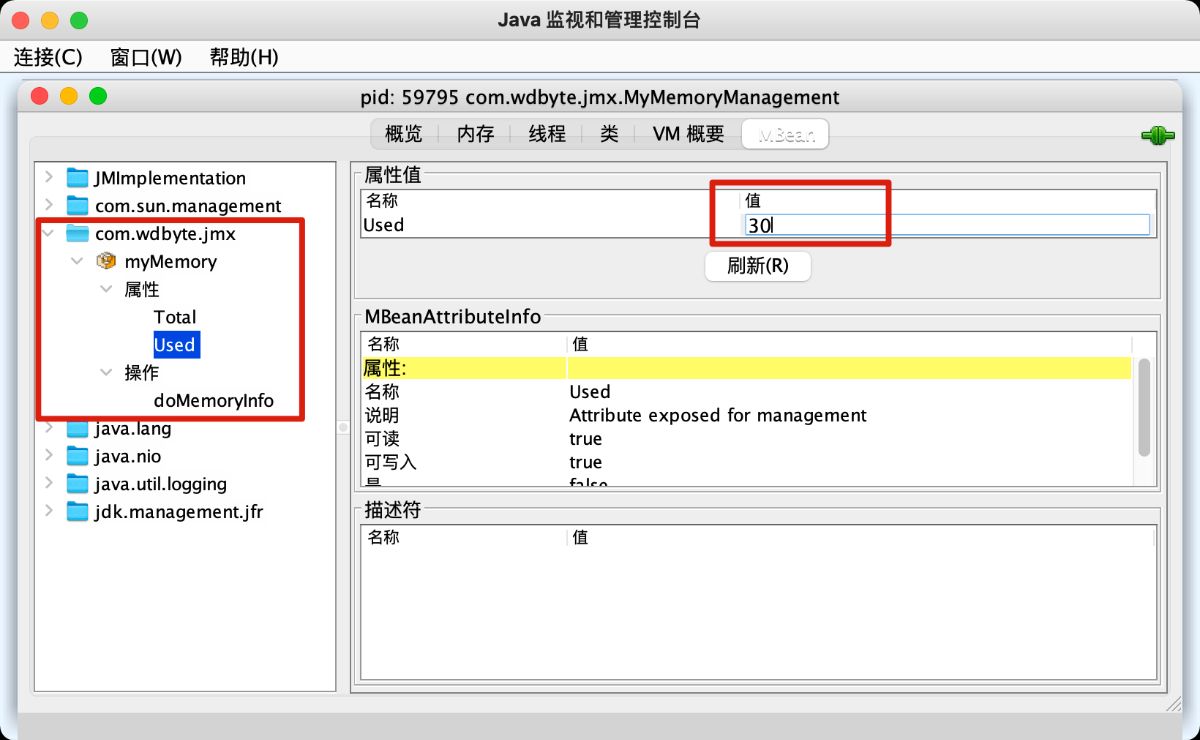 Java 监视和管理控制台
连接(C) 窗口(W) 帮助(H)
pid: 59795 com.wdbyte.jmx.MyMemoryManagement
概览 内存 线程 类 VM 概要 MBean
JMImplementation
com.sun.management
com.wdbyte.jmx
myMemory
属性
Total
Used
操作
doMemoryInfo
java.lang
java.nio
java.util.logging
jdk.management.jfr
属性值
名称 值
Used 30
刷新(R)
MBeanAttributeInfo
名称 值
属性:
名称 Used
说明 Attribute exposed for management
可读 true
可写入 true
是 false
描述符
名称 值